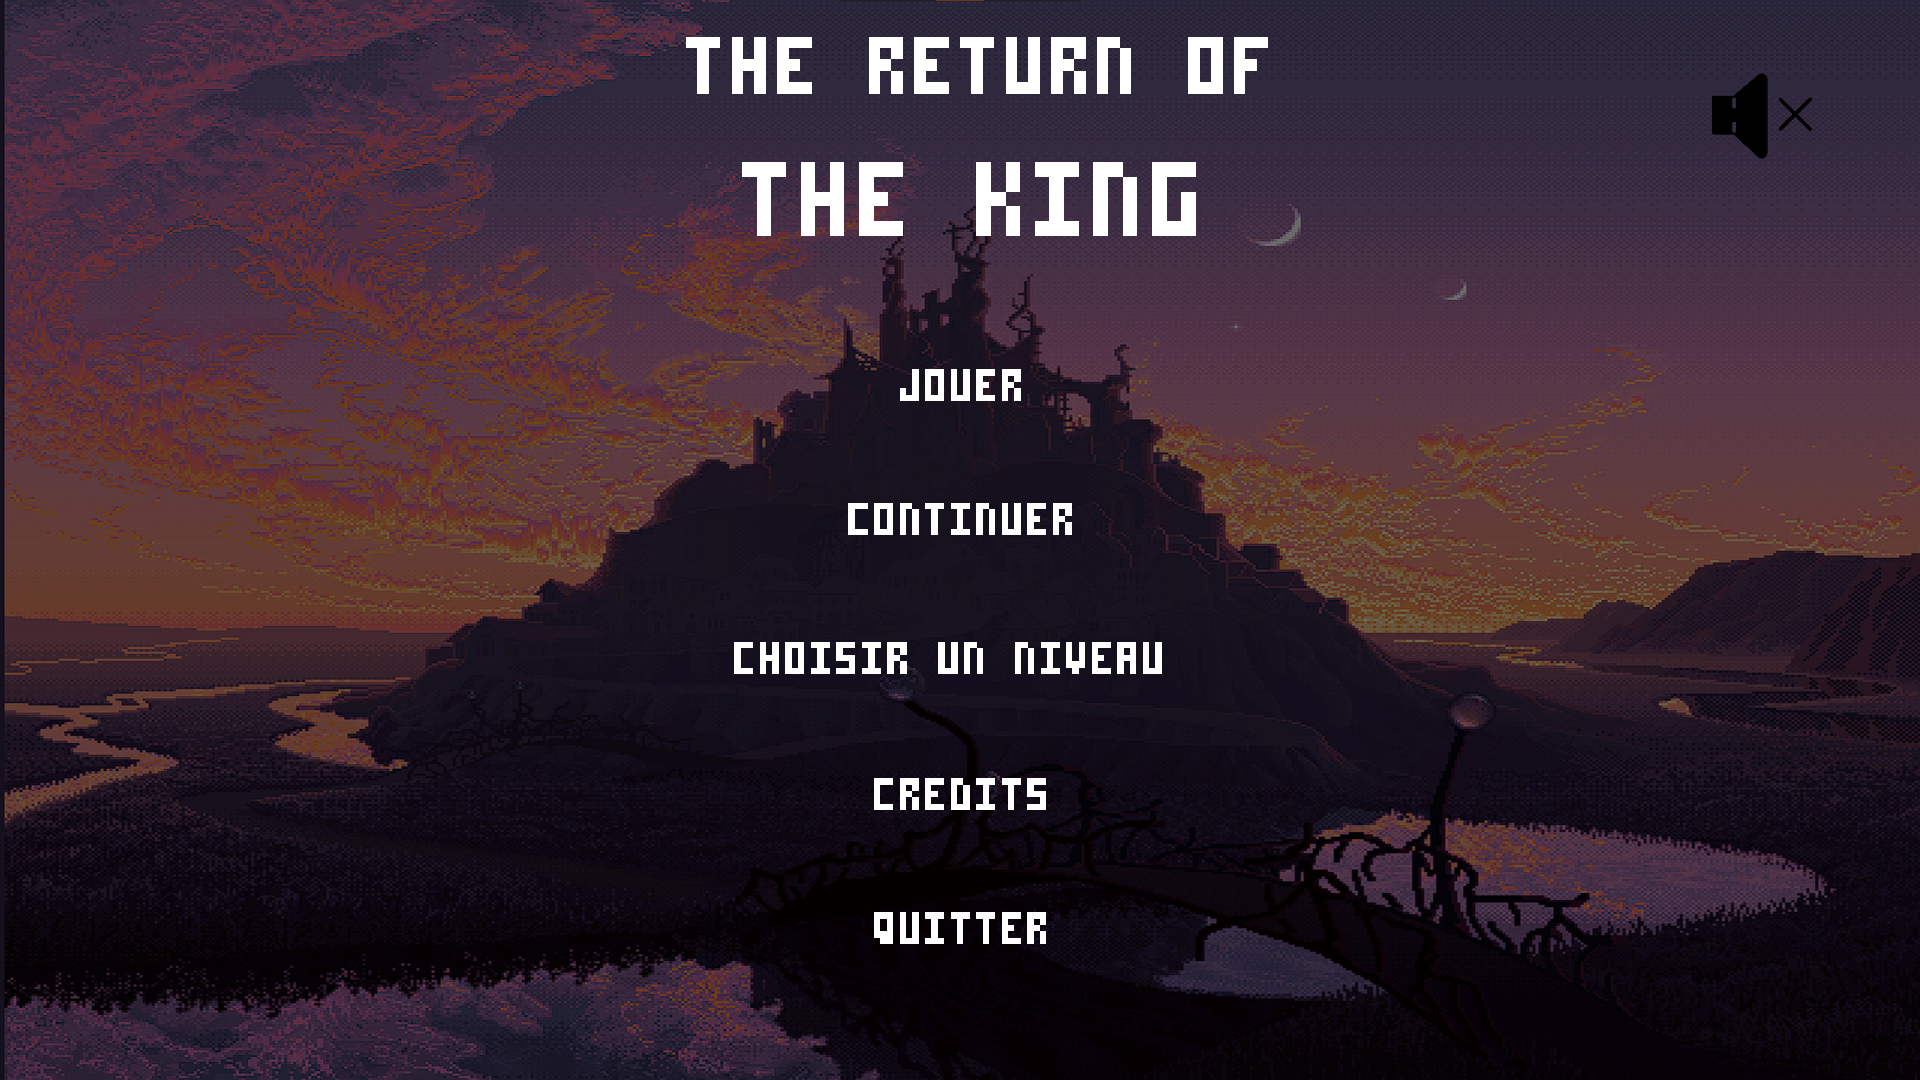 THE RETURN OF
THE KING
JOUER
CONTINUER
CHOISIR UN NIVEAU
CREDITS
QUITTER